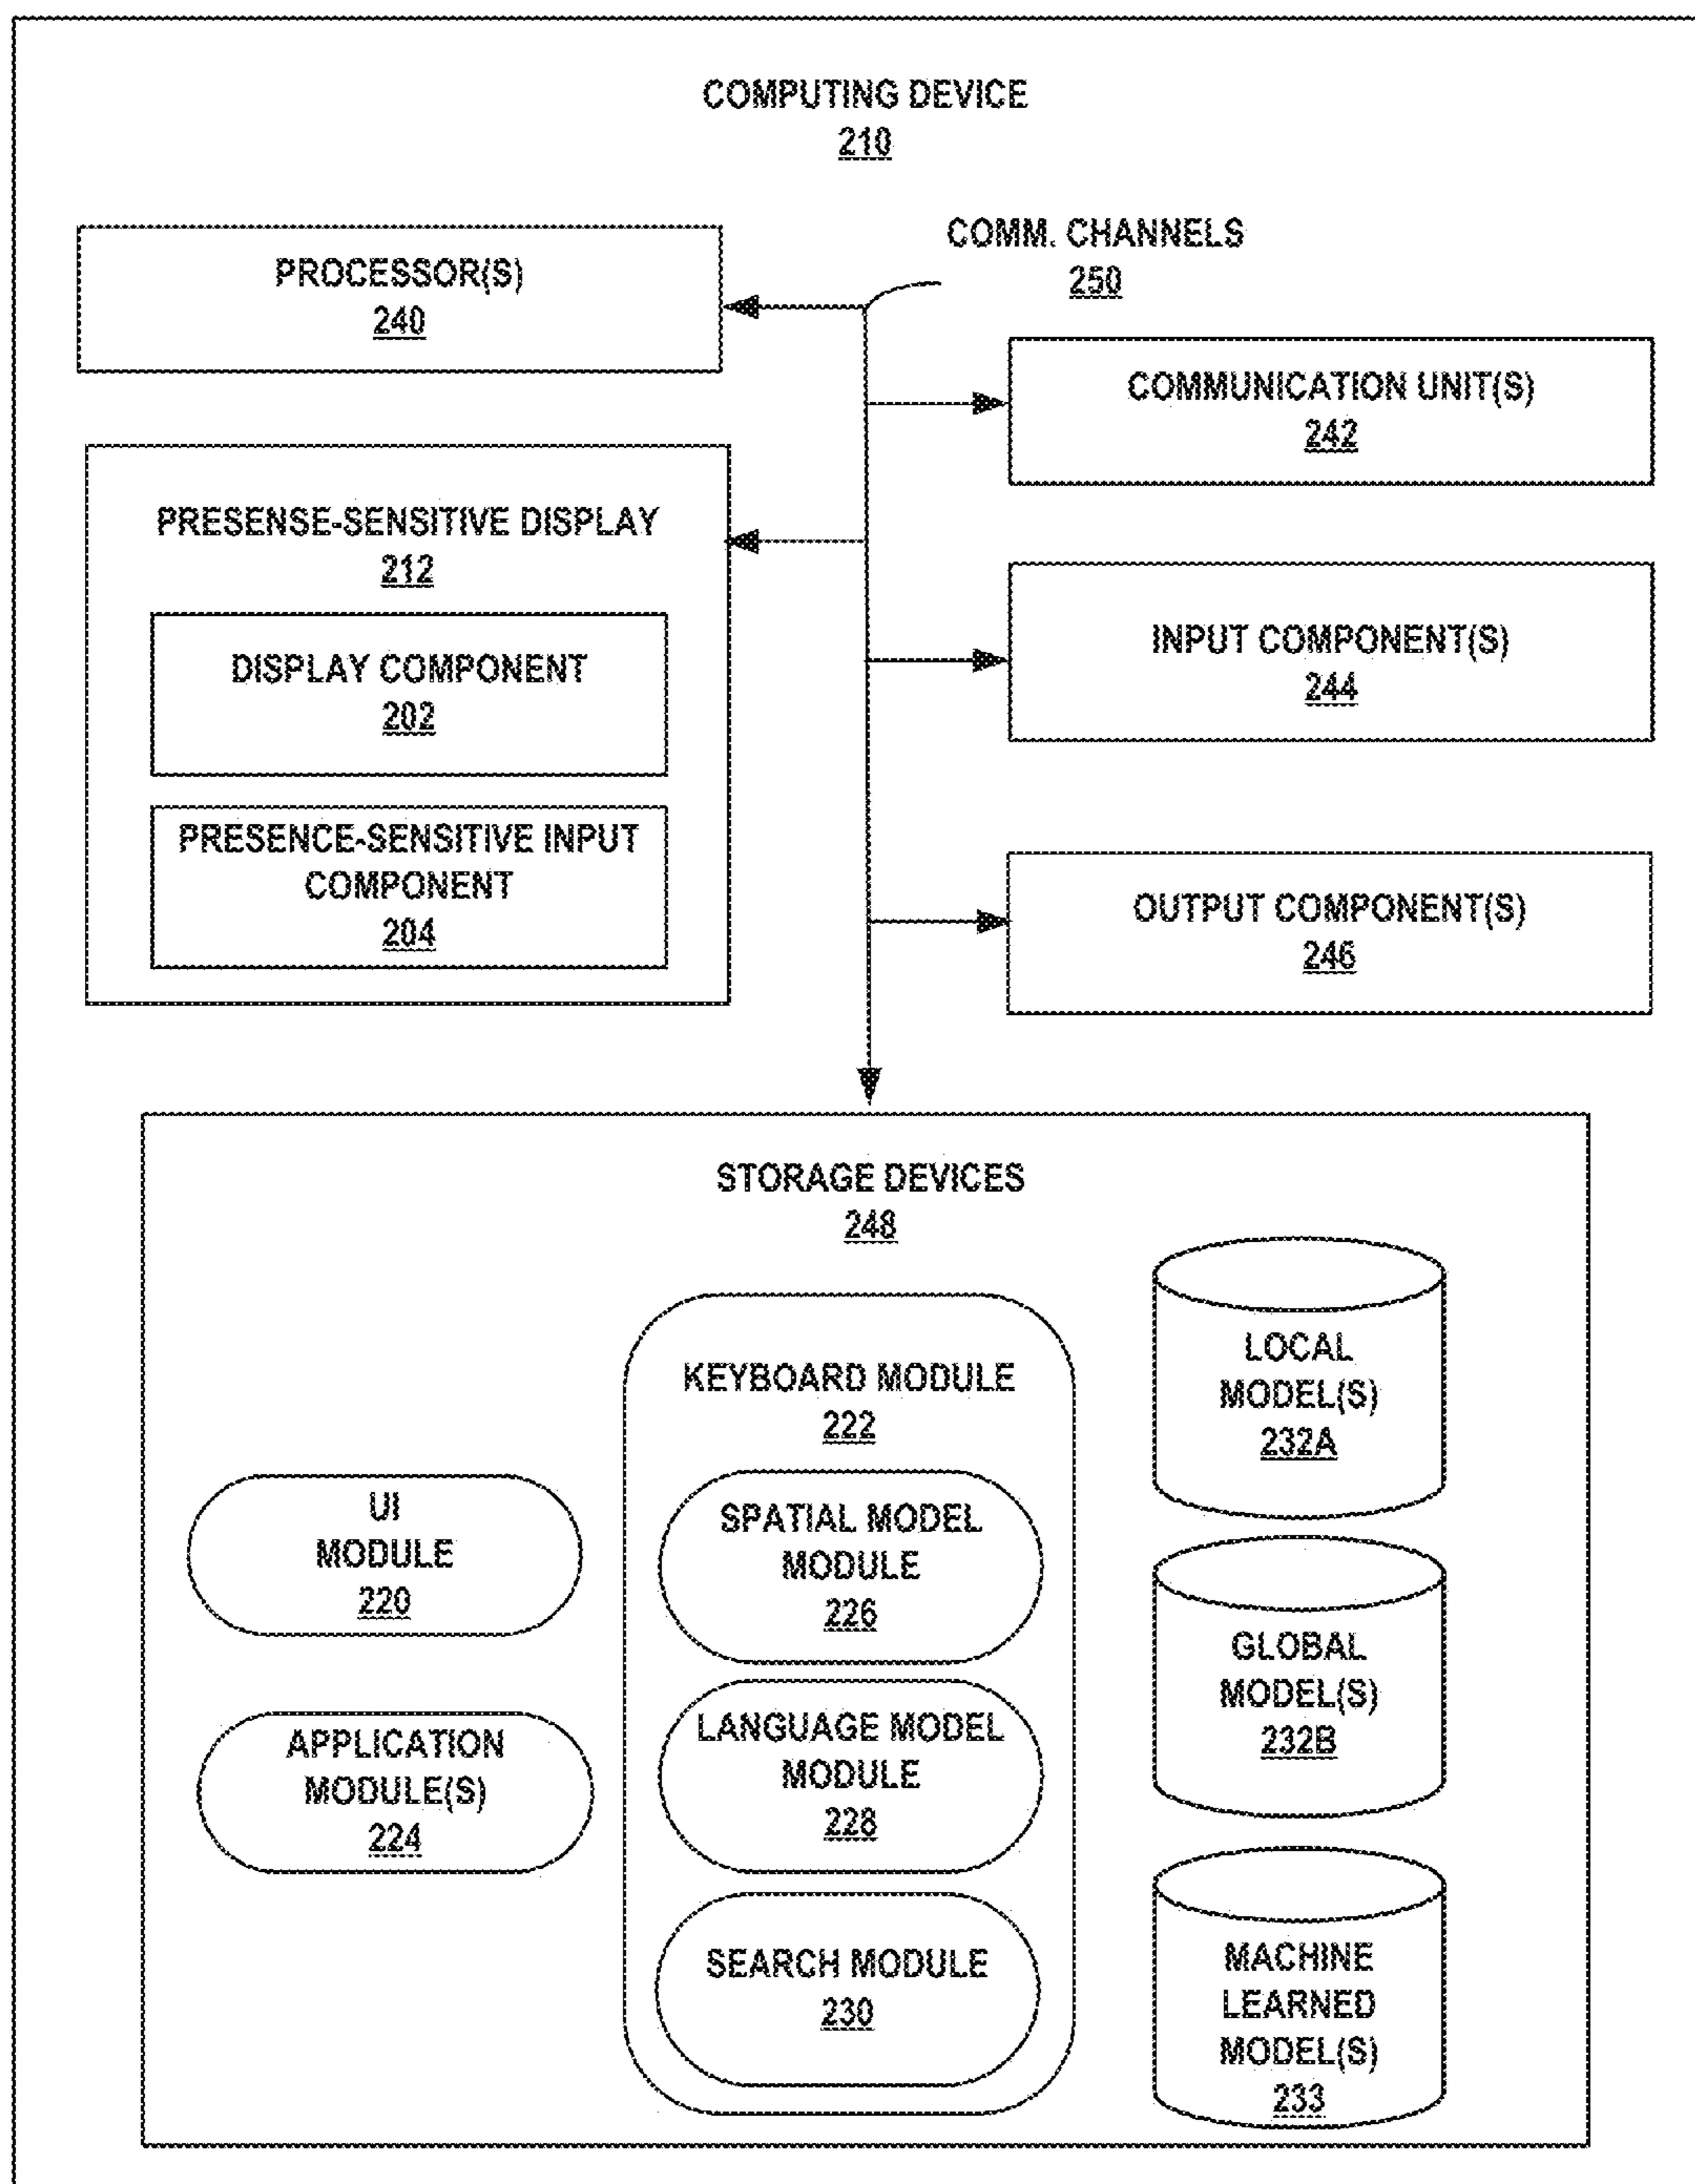 COMPUTING DEVICE
210
COMM. CHANNELS
250
PROCESSOR(S)
240
COMMUNICATION UNIT(S)
242
PRESENSE-SENSITIVE DISPLAY
212
DISPLAY COMPONENT
202
PRESENCE-SENSITIVE INPUT
COMPONENT
204
INPUT COMPONENT(S)
244
OUTPUT COMPONENT(S)
246
STORAGE DEVICES
248
UI
MODULE
220
APPLICATION
MODULE(S)
224
KEYBOARD MODULE
222
SPATIAL MODEL
MODULE
226
LANGUAGE MODEL
MODULE
228
SEARCH MODULE
230
LOCAL
MODEL(S)
232A
GLOBAL
MODEL(S)
232B
MACHINE
LEARNED
MODEL(S)
233